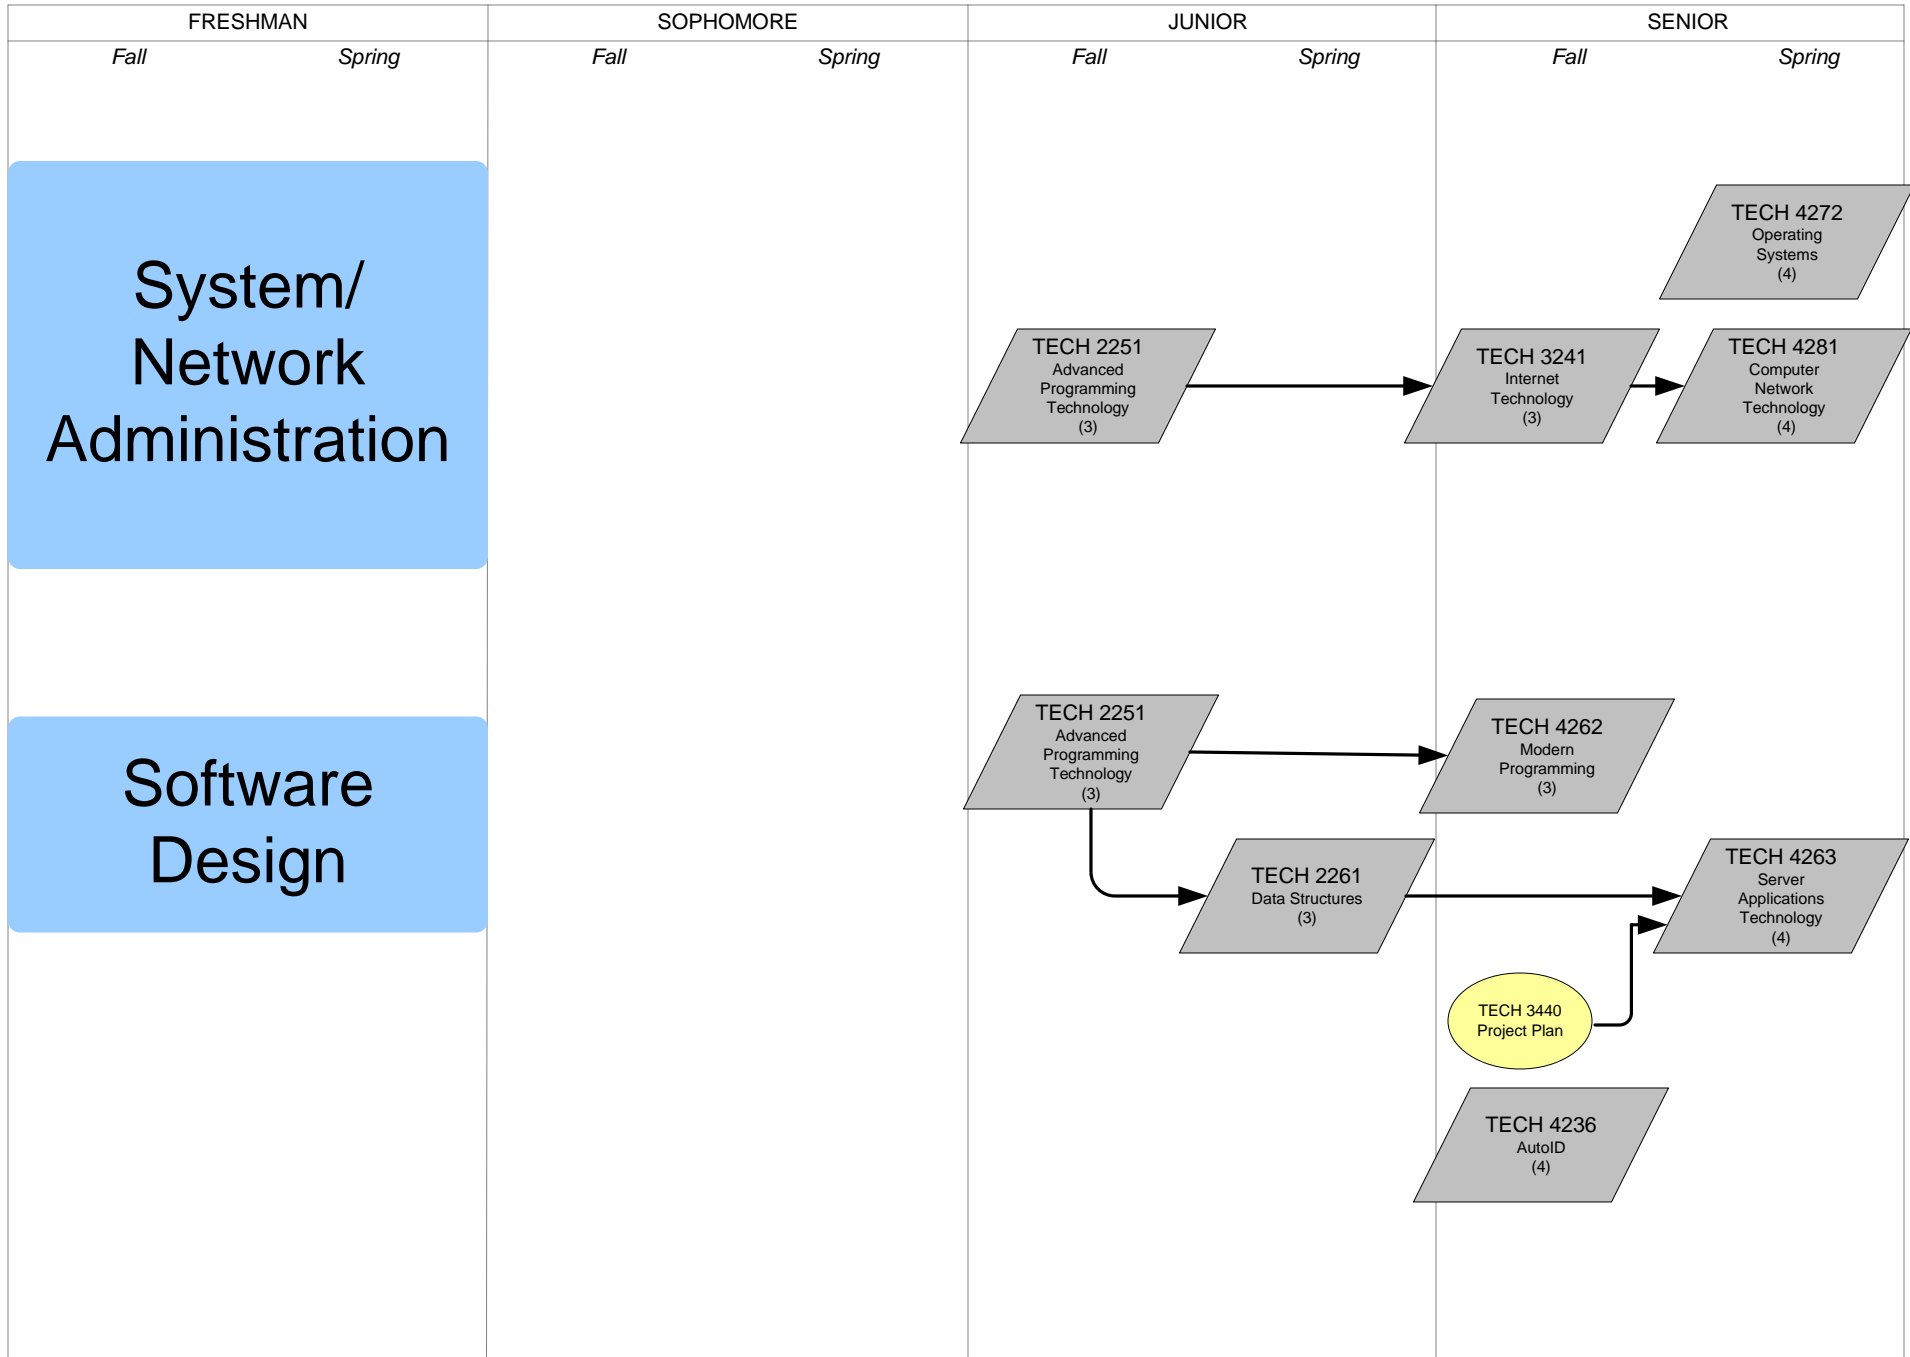 FRESHMAN
SOPHOMORE
JUNIOR
SENIOR
Fall
Spring
Fall
Spring
Fall
Spring
Fall
Spring
System/
Network
Administration
TECH 4272
Operating
Systems
(4)
TECH 2251
Advanced
Programming
Technology
(3)
TECH 3241
Internet
Technology
(3)
TECH 4281
Computer
Network
Technology
(4)
Software
Design
TECH 2251
Advanced
Programming
Technology
(3)
TECH 4262
Modern
Programming
(3)
TECH 2261
Data Structures
(3)
TECH 4263
Server
Applications
Technology
(4)
TECH 3440
Project Plan
TECH 4236
AutoID
(4)